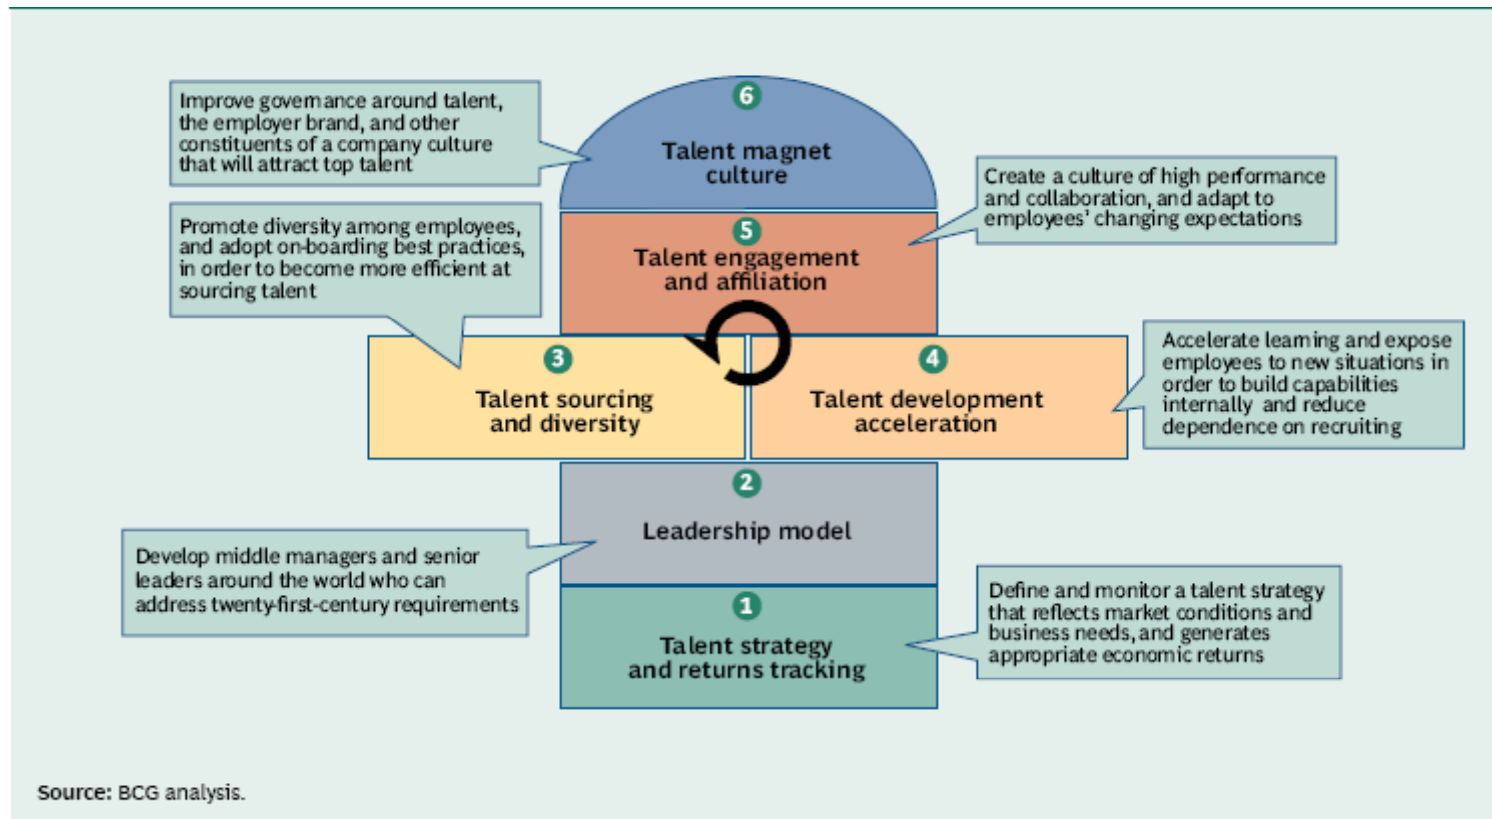 Improve governance around talent,
the employer brand, and other
constituents of a company culture
that will attract top talent
6
Talent magnet
culture
Create a culture of high performance
and collaboration, and adapt to
employees' changing expectations
Promote diversity among employees,
and adopt on-boarding best practices,
in order to become more efficient at
sourcing talent
5
Talent engagement
and affiliation
3
Talent sourcing
and diversity
4
Talent development
acceleration
Accelerate learning and expose
employees to new situations in
order to build capabilities
internally and reduce
dependence on recruiting
2
Leadership model
Develop middle managers and senior
leaders around the world who can
address twenty-first-century requirements
1
Talent strategy
and returns tracking
Define and monitor a talent strategy
that reflects market conditions and
business needs, and generates
appropriate economic returns
Source: BCG analysis.